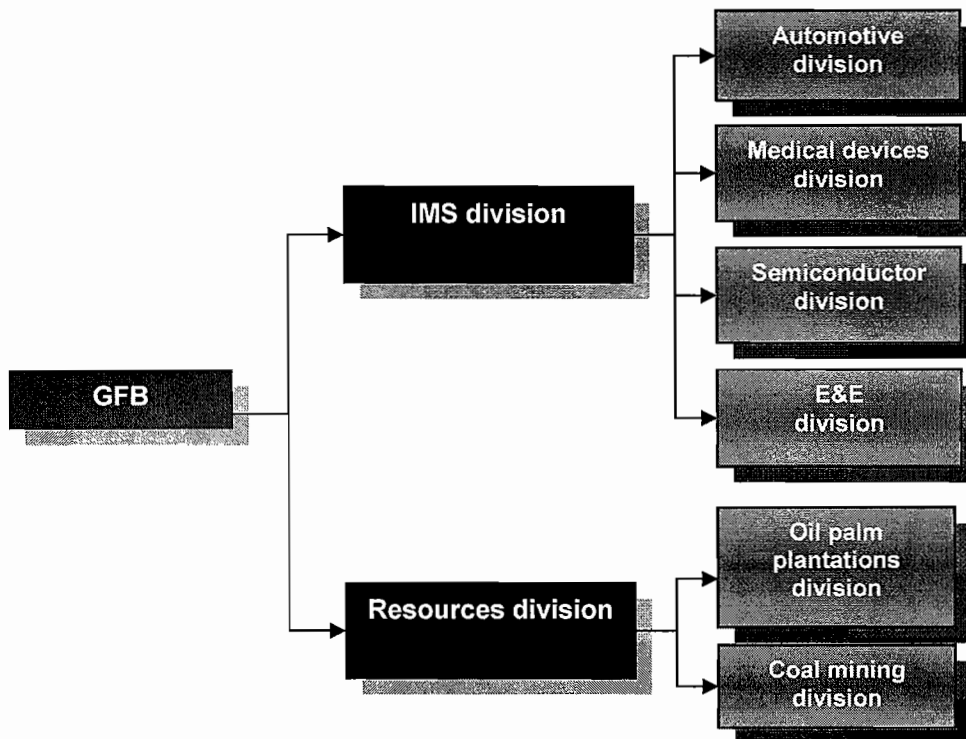 GFB
IMS division
Automotive
division
Medical devices
division
Semiconductor
division
E&E
division
Resources division
Oil palm
plantations
division
Coal mining
division